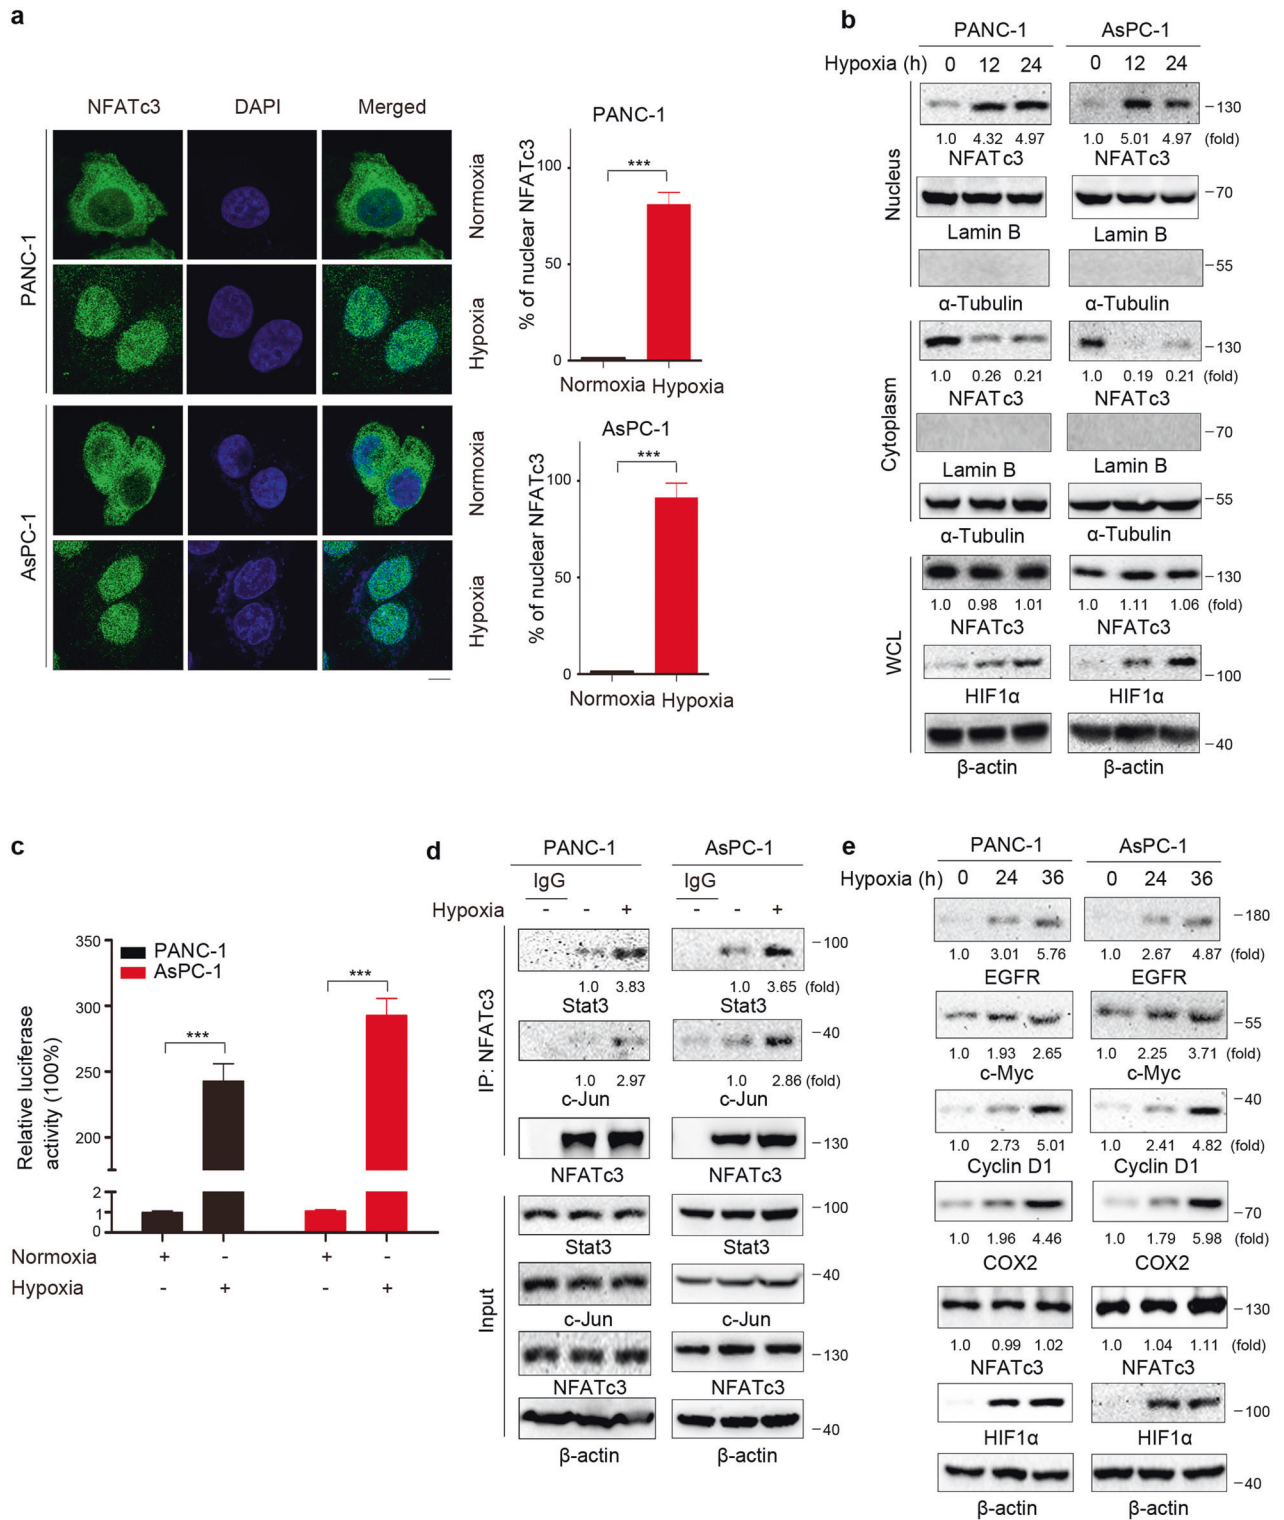 a
NFATc3 DAPI Merged
PANC-1
Normoxia
Hypoxia
AsPC-1
Normoxia
Hypoxia
PANC-1
% of nuclear NFATc3
100
50
0
***
Normoxia Hypoxia
AsPC-1
% of nuclear NFATc3
100
50
0
***
Normoxia Hypoxia
b
PANC-1 AsPC-1
Hypoxia (h) 0 12 24 0 12 24
Nucleus
130
1.0 4.32 4.97 1.0 5.01 4.97 (fold)
NFATc3 NFATc3
70
Lamin B Lamin B
55
α-Tubulin α-Tubulin
Cytoplasm
130
1.0 0.26 0.21 1.0 0.19 0.21 (fold)
NFATc3 NFATc3
70
Lamin B Lamin B
55
α-Tubulin α-Tubulin
WCL
130
1.0 0.98 1.01 1.0 1.11 1.06 (fold)
NFATc3 NFATc3
100
HIF1α HIF1α
40
β-actin β-actin
c
Relative luciferase
activity (100%)
350
300
250
200
2
1
0
PANC-1
AsPC-1
***
***
Normoxia + - + -
Hypoxia - + - +
d
PANC-1 AsPC-1
IgG IgG
Hypoxia - - + - - +
IP: NFATc3
100
1.0 3.83 1.0 3.65 (fold)
Stat3 Stat3
40
1.0 2.97 1.0 2.86 (fold)
c-Jun c-Jun
130
NFATc3 NFATc3
Input
100
Stat3 Stat3
40
c-Jun c-Jun
130
NFATc3 NFATc3
40
β-actin β-actin
e
PANC-1 AsPC-1
Hypoxia (h) 0 24 36 0 24 36
180
1.0 3.01 5.76 1.0 2.67 4.87 (fold)
EGFR EGFR
55
1.0 1.93 2.65 1.0 2.25 3.71 (fold)
c-Myc c-Myc
40
1.0 2.73 5.01 1.0 2.41 4.82 (fold)
Cyclin D1 Cyclin D1
70
1.0 1.96 4.46 1.0 1.79 5.98 (fold)
COX2 COX2
130
1.0 0.99 1.02 1.0 1.04 1.11 (fold)
NFATc3 NFATc3
100
HIF1α HIF1α
40
β-actin β-actin